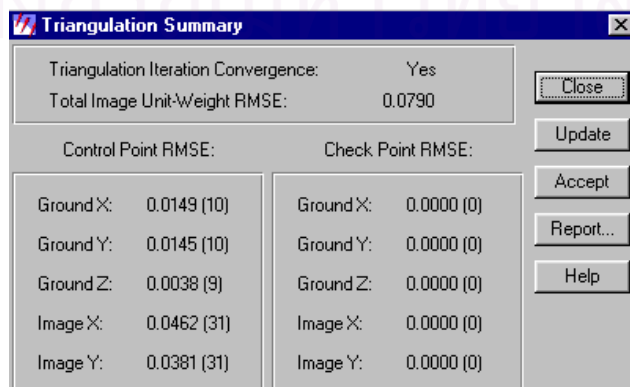 Triangulation Summary
Triangulation Iteration Convergence: Yes
Total Image Unit-Weight RMSE: 0.0790
Control Point RMSE:
Ground X: 0.0149 (10)
Ground Y: 0.0145 (10)
Ground Z: 0.0038 (9)
Image X: 0.0462 (31)
Image Y: 0.0381 (31)
Check Point RMSE:
Ground X: 0.0000 (0)
Ground Y: 0.0000 (0)
Ground Z: 0.0000 (0)
Image X: 0.0000 (0)
Image Y: 0.0000 (0)
Close
Update
Accept
Report...
Help